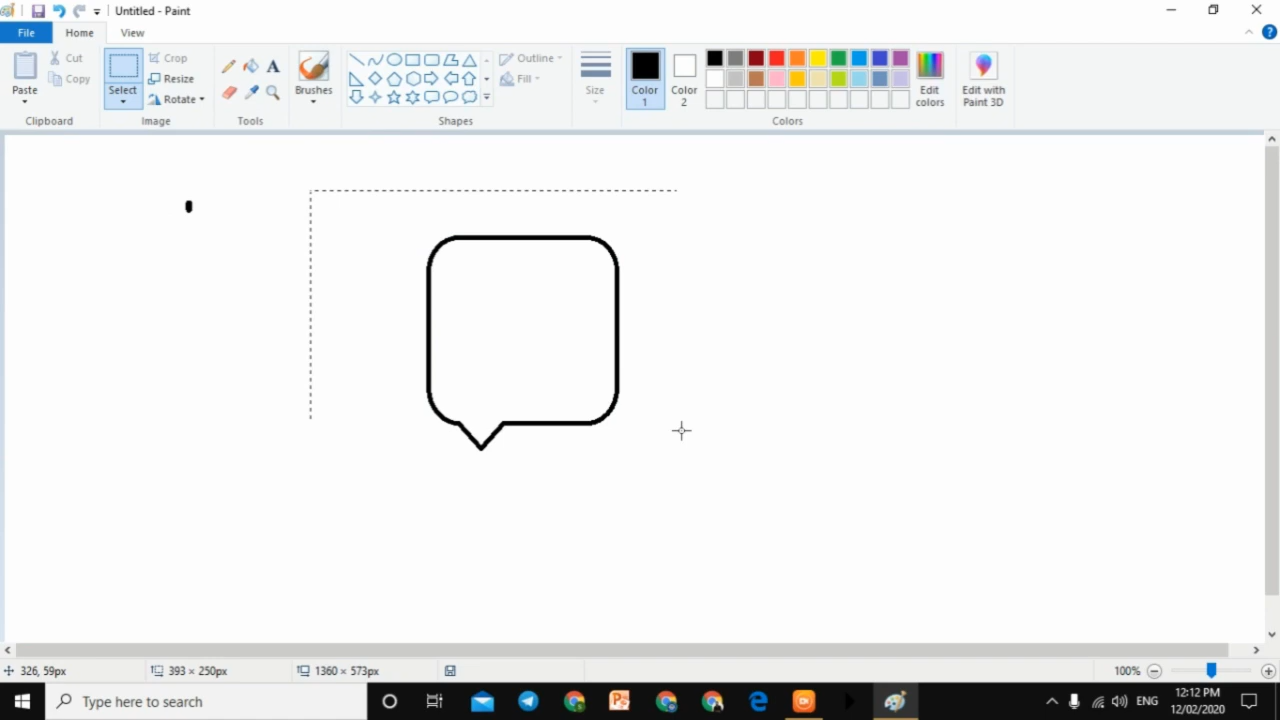 Untitled - Paint
File Home View
Paste
Cut
Copy
Clipboard
Select
Crop
Resize
Rotate
Image
A
Tools
Brushes
Outline
Fill
Shapes
Size
Color 1
Color 2
Edit colors
Edit with Paint 3D
Colors
326, 59px 393 × 250px 1360 × 573px 100%
Type here to search
ENG
12:12 PM
12/02/2020